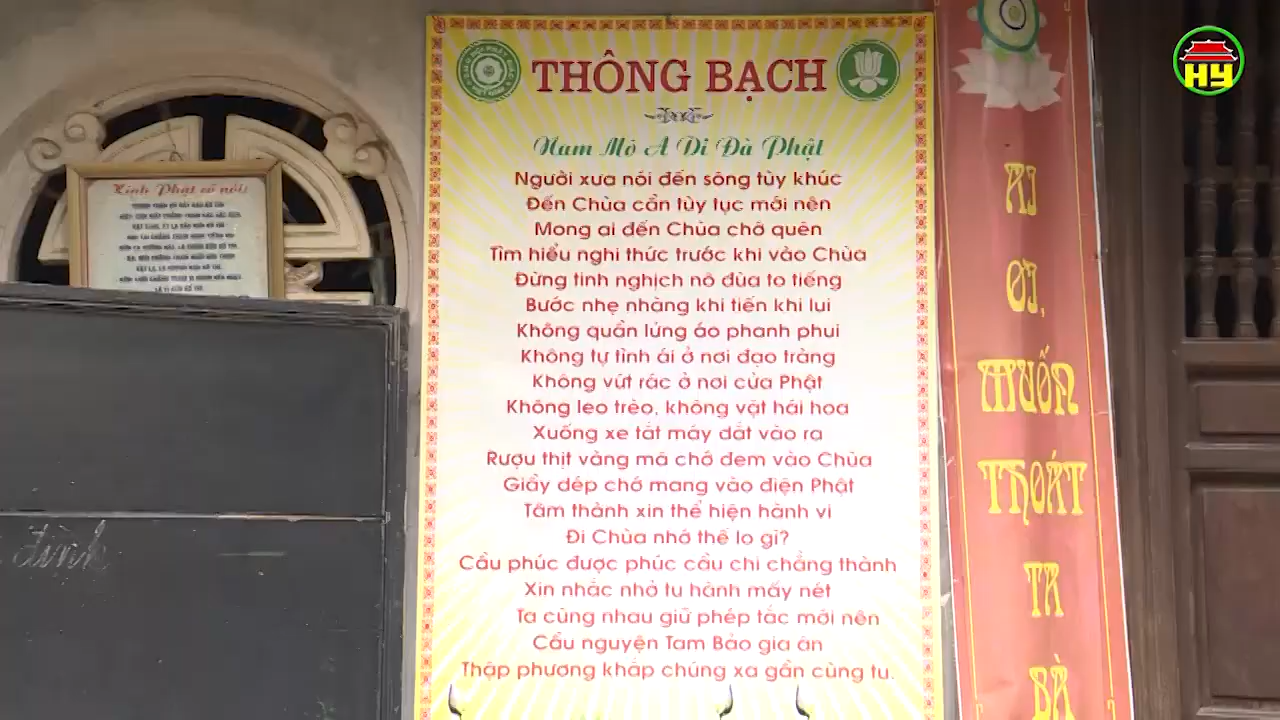 THÔNG BẠCH
Nam Mô A Di Đà Phật
Người xưa nói đến sông tùy khúc
Đến Chùa cần tùy tục mới nên
Mong ai đến Chùa chớ quên
Tìm hiểu nghi thức trước khi vào Chùa
Đừng tinh nghịch nô đùa to tiếng
Bước nhẹ nhàng khi tiến khi lui
Không quần lửng áo phanh phui
Không tự tình ái ở nơi đạo tràng
Không vứt rác ở nơi cửa Phật
Không leo trèo, không vặt hái hoa
Xuống xe tắt máy dắt vào ra
Rượu thịt vàng mã chớ đem vào Chùa
Giầy dép chớ mang vào điện Phật
Tâm thành xin thể hiện hành vi
Đi Chùa nhớ thế lo gì?
Cầu phúc được phúc cầu chi chẳng thành
Xin nhắc nhở tu hành mấy nét
Ta cùng nhau giữ phép tắc mới nên
Cầu nguyện Tam Bảo gia ân
Thập phương khắp chúng xa gần cùng tu.
Kính Phật có nói:
AI
ƠI,
MUỐN
THOÁT
TA
BÀ
đình
HY